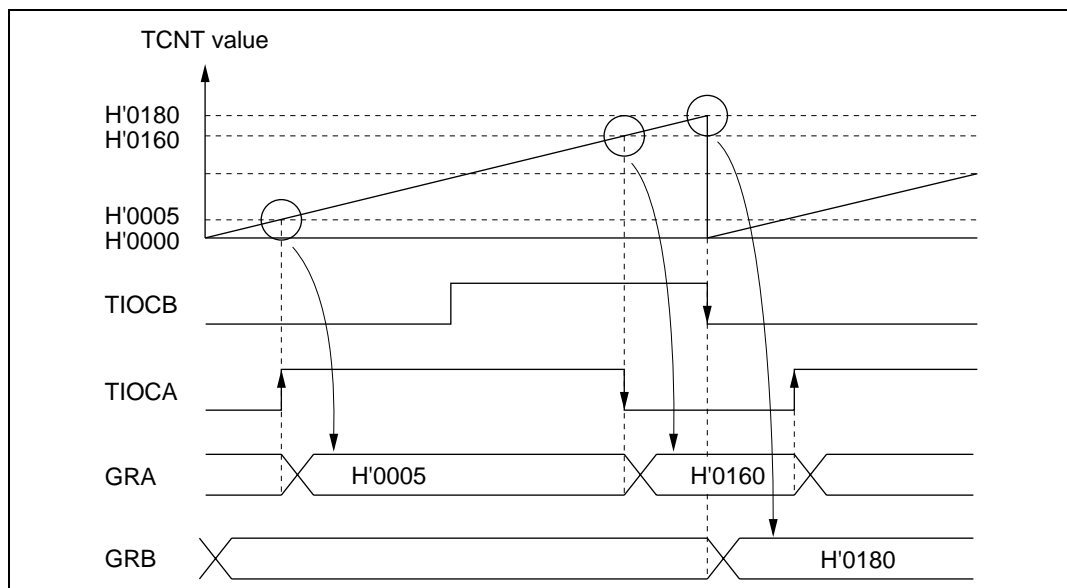 TCNT value
H'0180
H'0160
H'0005
H'0000
TIOCB
TIOCA
GRA
H'0005
H'0160
GRB
H'0180